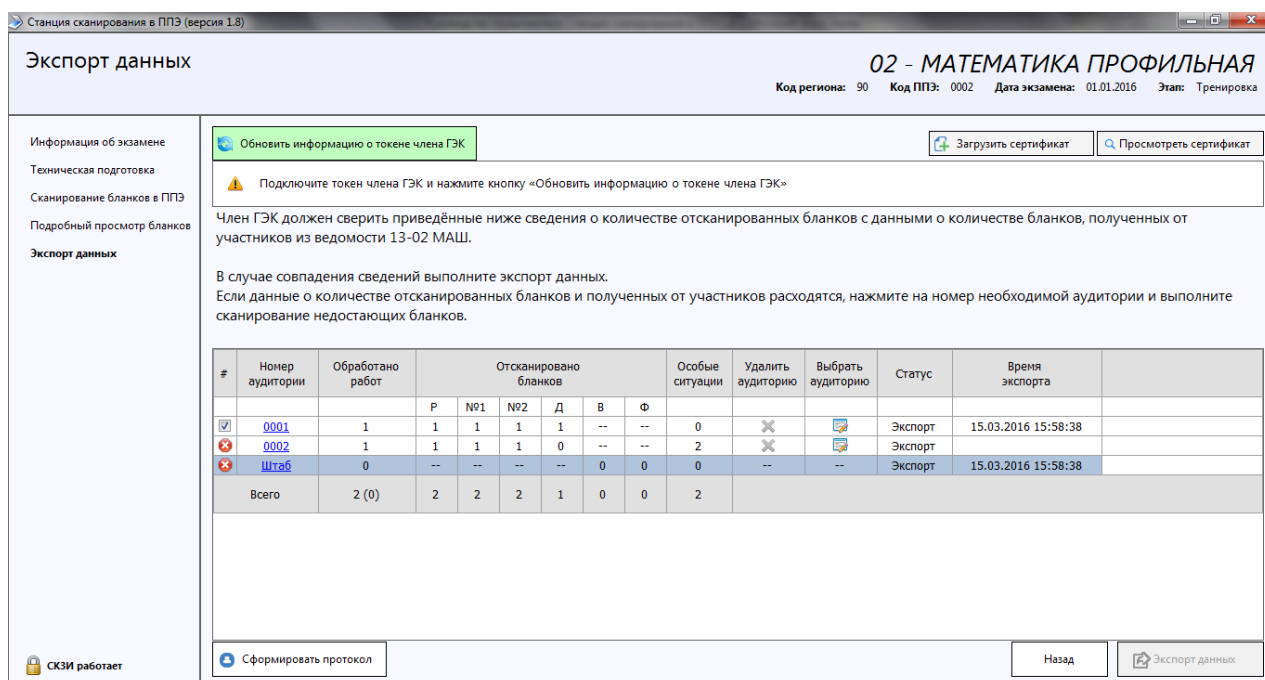 Станция сканирования в ППЭ (версия 1.8)
Экспорт данных
02 - МАТЕМАТИКА ПРОФИЛЬНАЯ
Код региона: 90 Код ППЭ: 0002 Дата экзамена: 01.01.2016 Этап: Тренировка
Информация об экзамене
Техническая подготовка
Сканирование бланков в ППЭ
Подробный просмотр бланков
Экспорт данных
Обновить информацию о токене члена ГЭК
Загрузить сертификат
Просмотреть сертификат
Подключите токен члена ГЭК и нажмите кнопку «Обновить информацию о токене члена ГЭК»
Член ГЭК должен сверить приведённые ниже сведения о количестве отсканированных бланков с данными о количестве бланков, полученных от
участников из ведомости 13-02 МАШ.
В случае совпадения сведений выполните экспорт данных.
Если данные о количестве отсканированных бланков и полученных от участников расходятся, нажмите на номер необходимой аудитории и выполните
сканирование недостающих бланков.
# Номер аудитории Обработано работ Отсканировано бланков Особые ситуации Удалить аудиторию Выбрать аудиторию Статус Время экспорта
Р №1 №2 Д В Ф
0001 1 1 1 1 1 -- -- 0 Экспорт 15.03.2016 15:58:38
0002 1 1 1 1 0 -- -- 2 Экспорт
Штаб 0 -- -- -- -- 0 0 0 -- -- Экспорт 15.03.2016 15:58:38
Всего 2 (0) 2 2 2 1 0 0 2
СКЗИ работает
Сформировать протокол
Назад
Экспорт данных